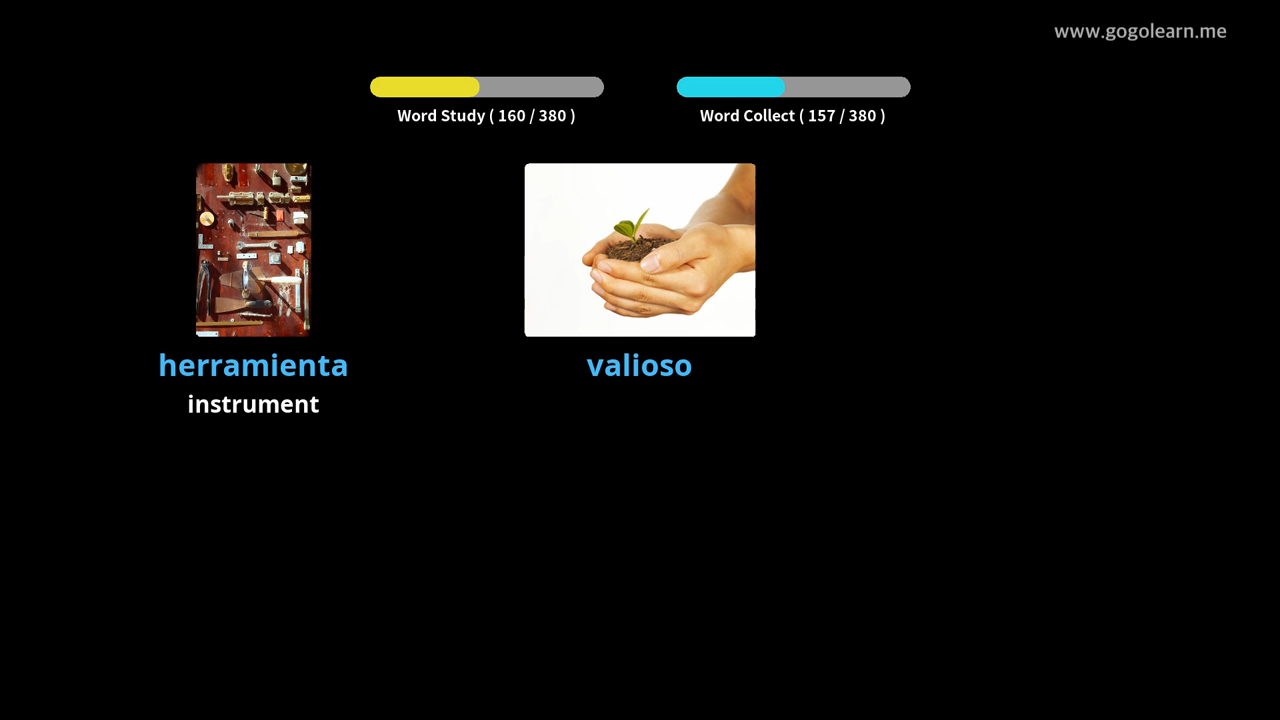 www.gogolearn.me
Word Study ( 160 / 380 )
Word Collect ( 157 / 380 )
herramienta
valioso
instrument